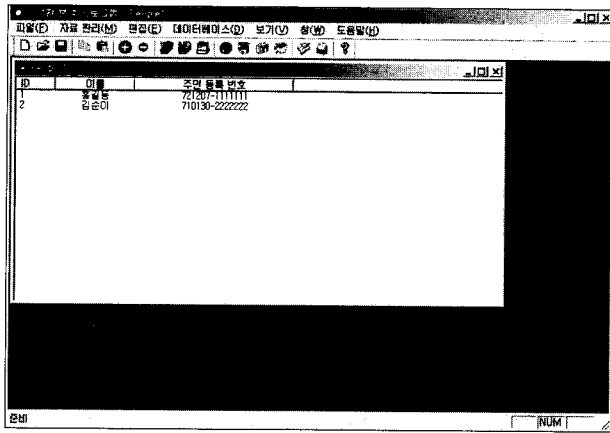 파일(F) 자료 관리(M) 편집(E) 데이터베이스(D) 보기(V) 창(W) 도움말(H)
ID 이름 주민 등록 번호
1 홍길동 721207-1111111
2 김순이 710130-2222222
준비 NUM